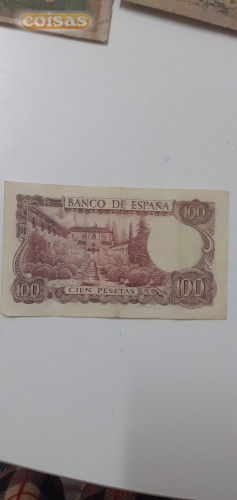 coisas
BANCO DE ESPAÑA
100
100
CIEN PESETAS
100